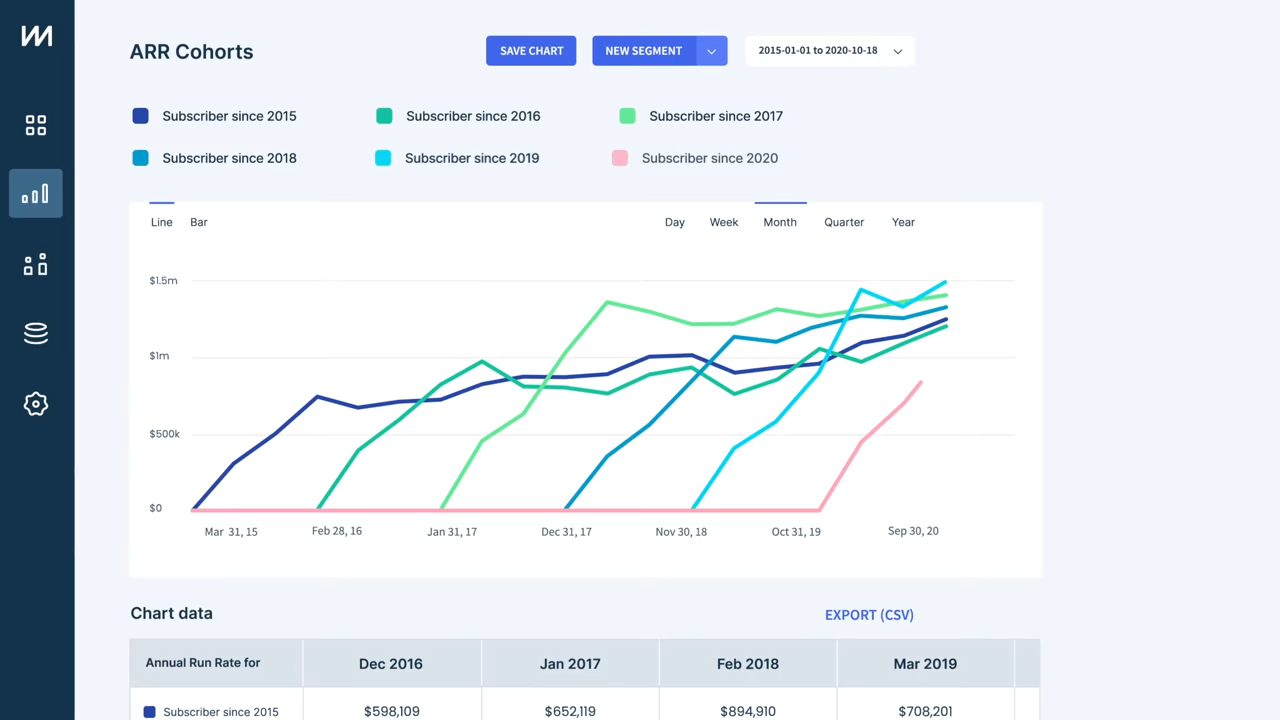 ARR Cohorts
SAVE CHART
NEW SEGMENT
2015-01-01 to 2020-10-18
Subscriber since 2015
Subscriber since 2016
Subscriber since 2017
Subscriber since 2018
Subscriber since 2019
Subscriber since 2020
Line
Bar
Day
Week
Month
Quarter
Year
$1.5m
$1m
$500k
$0
Mar 31, 15
Feb 28, 16
Jan 31, 17
Dec 31, 17
Nov 30, 18
Oct 31, 19
Sep 30, 20
Chart data
EXPORT (CSV)
Annual Run Rate for
Dec 2016
Jan 2017
Feb 2018
Mar 2019
Subscriber since 2015
$598,109
$652,119
$894,910
$708,201